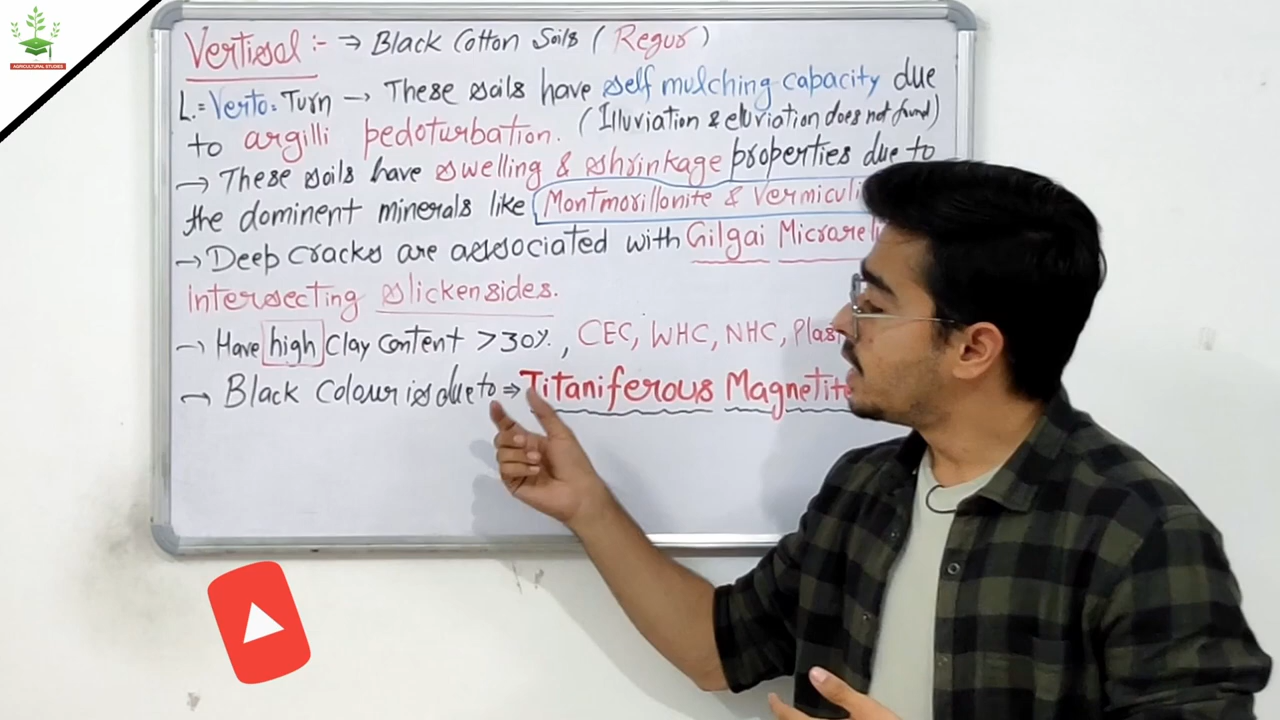 AGRICULTURAL STUDIES
Vertisol :- → Black Cotton Soils ( Regur )
L.= Verto = Turn → These soils have self mulching capacity due
to argilli pedoturbation. (Illuviation & eluviation does not found)
→ These soils have swelling & shrinkage properties due to
the dominent minerals like Montmorillonite & Vermiculi
→ Deep cracks are associated with Gilgai Microreli
intersecting slickensides.
→ Have high Clay content > 30%. , CEC, WHC, NHC, Plas
→ Black Colour is due to ⇒ Titaniferous Magnetite